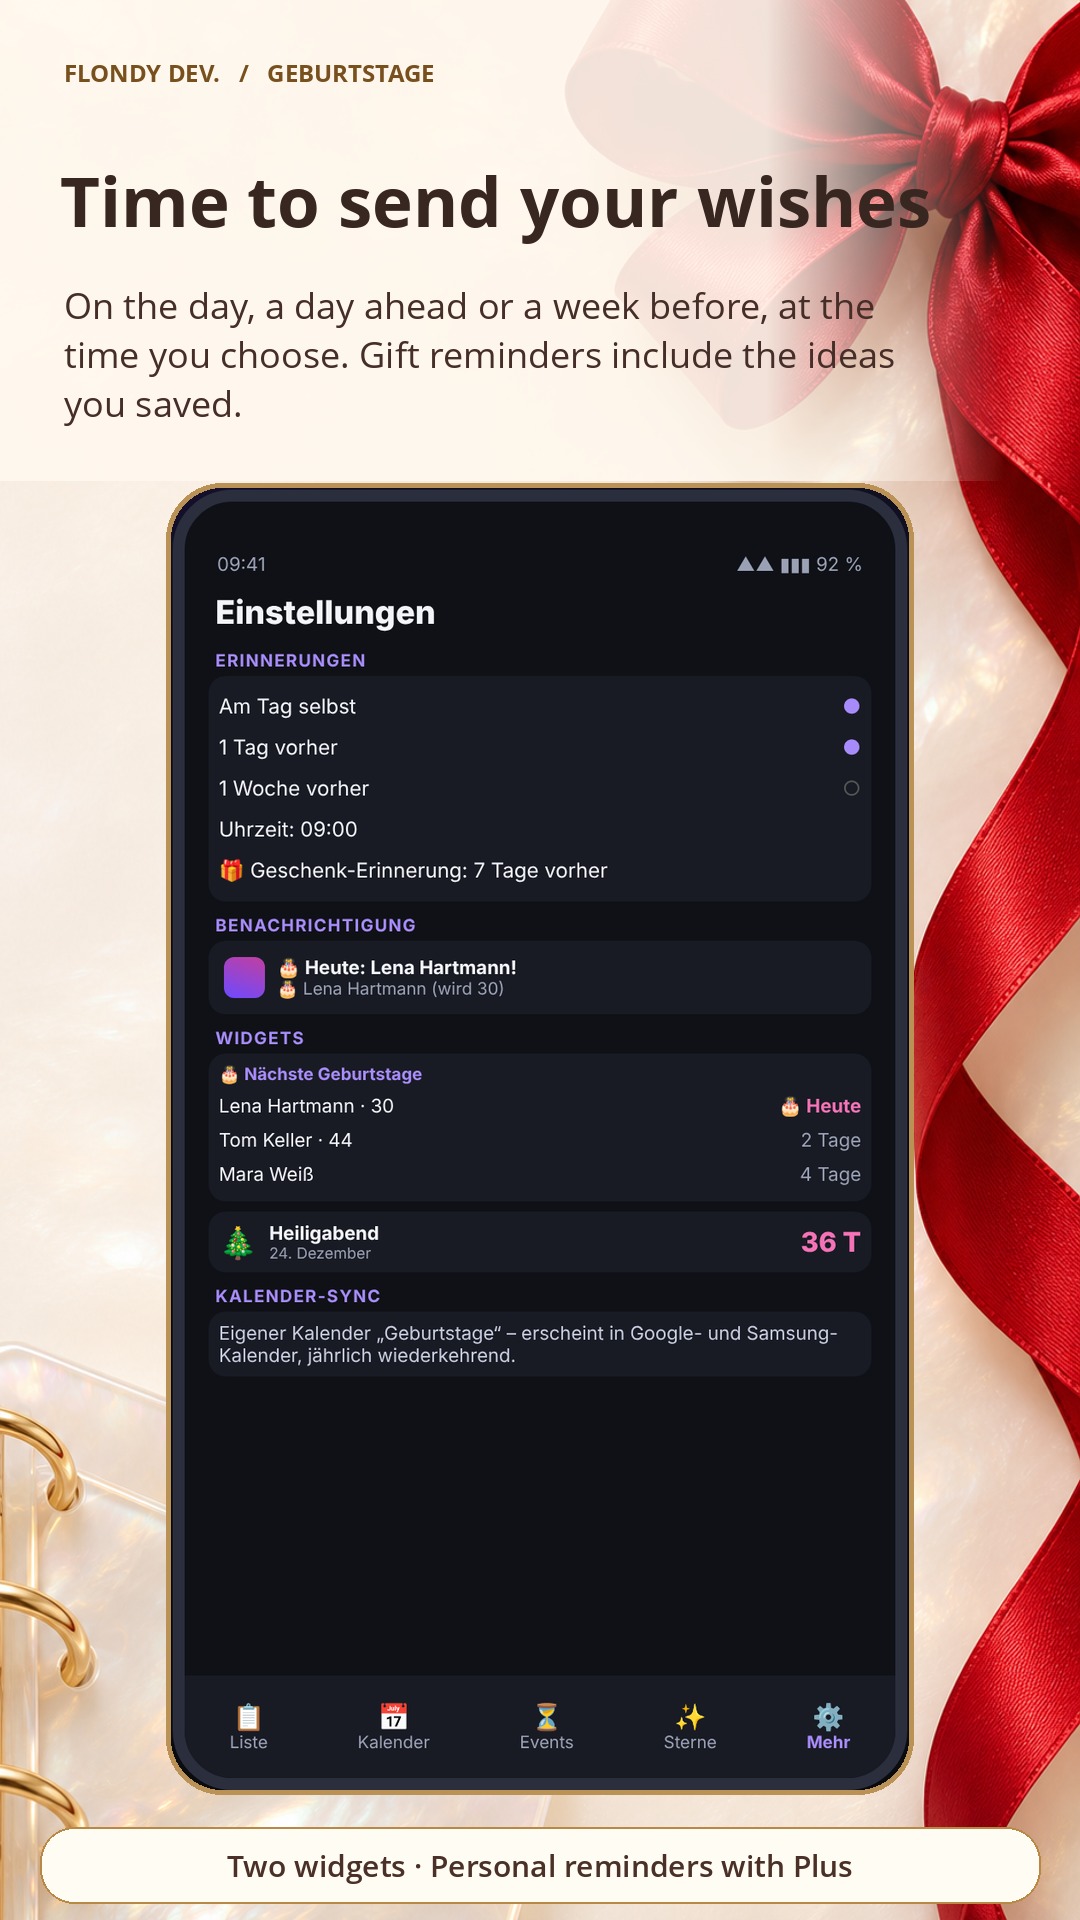 FLONDY DEV. / GEBURTSTAGE
Time to send your wishes
On the day, a day ahead or a week before, at the
time you choose. Gift reminders include the ideas
you saved.
09:41
92 %
Einstellungen
ERINNERUNGEN
Am Tag selbst
1 Tag vorher
1 Woche vorher
Uhrzeit: 09:00
🎁 Geschenk-Erinnerung: 7 Tage vorher
BENACHRICHTIGUNG
🎂 Heute: Lena Hartmann!
🎂 Lena Hartmann (wird 30)
WIDGETS
🎂 Nächste Geburtstage
Lena Hartmann · 30 🎂 Heute
Tom Keller · 44 2 Tage
Mara Weiß 4 Tage
Heiligabend
24. Dezember
36 T
KALENDER-SYNC
Eigener Kalender „Geburtstage“ – erscheint in Google- und Samsung-
Kalender, jährlich wiederkehrend.
July
17
Liste Kalender Events Sterne Mehr
Two widgets · Personal reminders with Plus